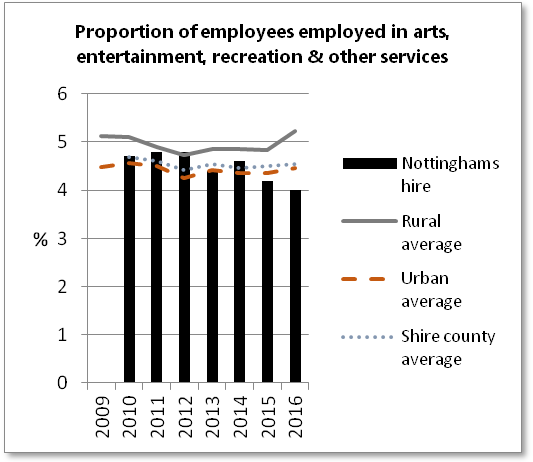 Proportion of employees employed in arts,
entertainment, recreation & other services
6
5
4
% 3
2
1
0
2009 2010 2011 2012 2013 2014 2015 2016
Nottinghams
hire
Rural
average
Urban
average
Shire county
average